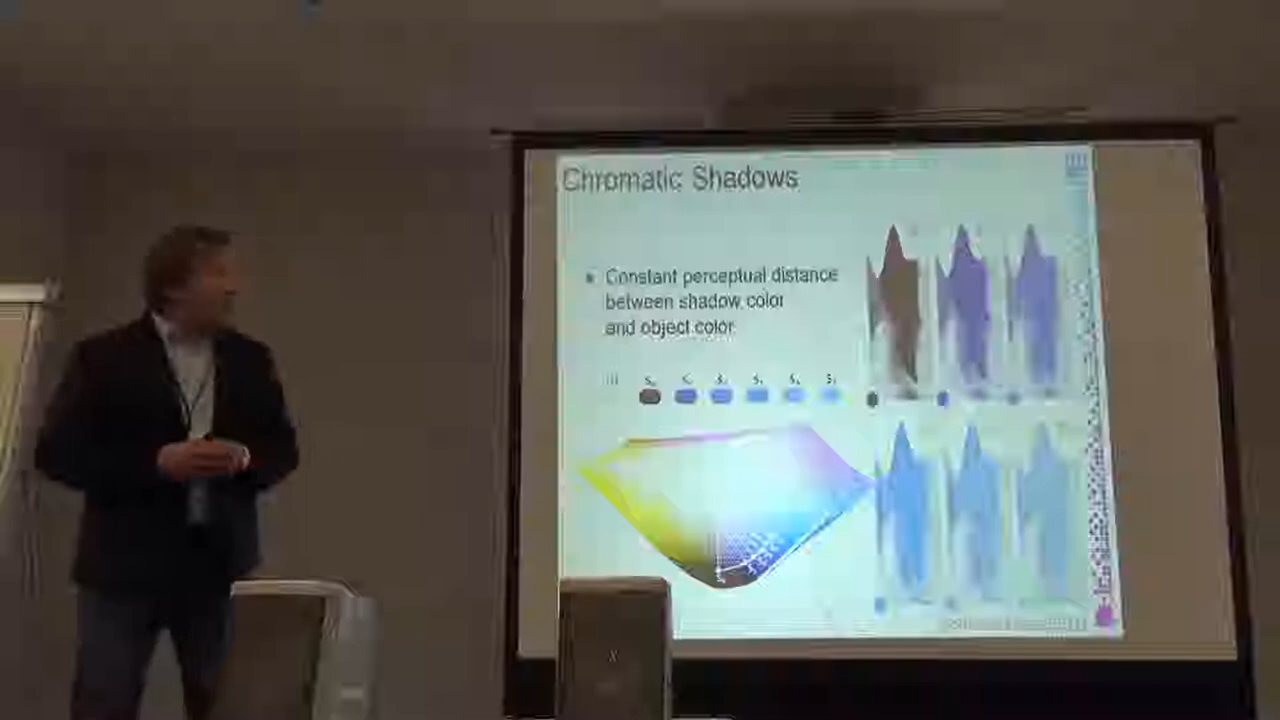 Chromatic Shadows
Constant perceptual distance
between shadow color
and object color